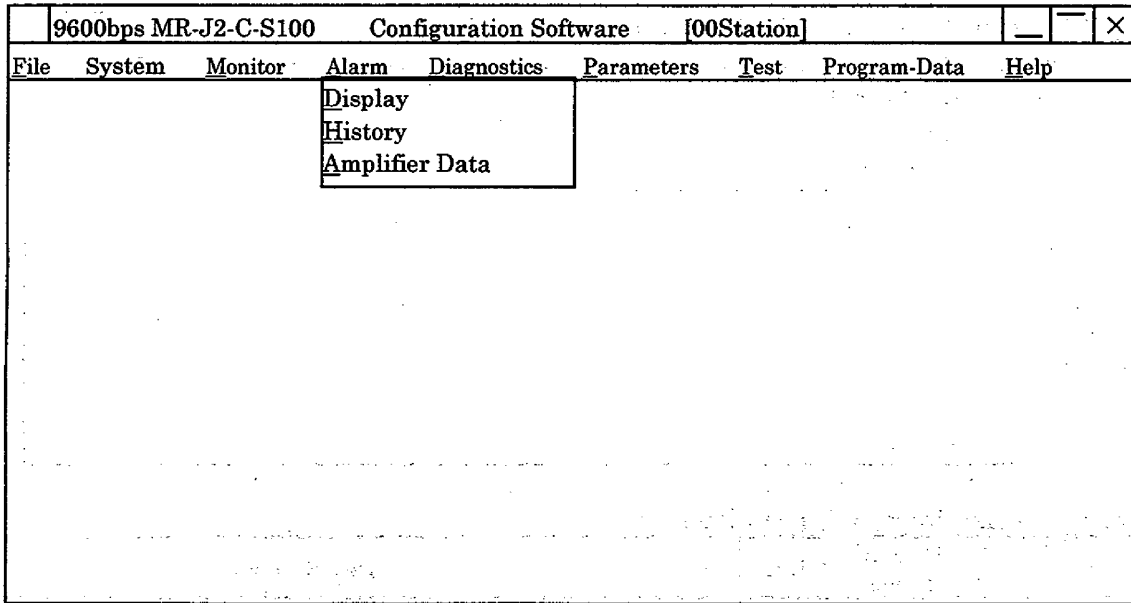 9600bps MR-J2-C-S100 Configuration Software [00Station]
File System Monitor Alarm Diagnostics Parameters Test Program-Data Help
Display
History
Amplifier Data